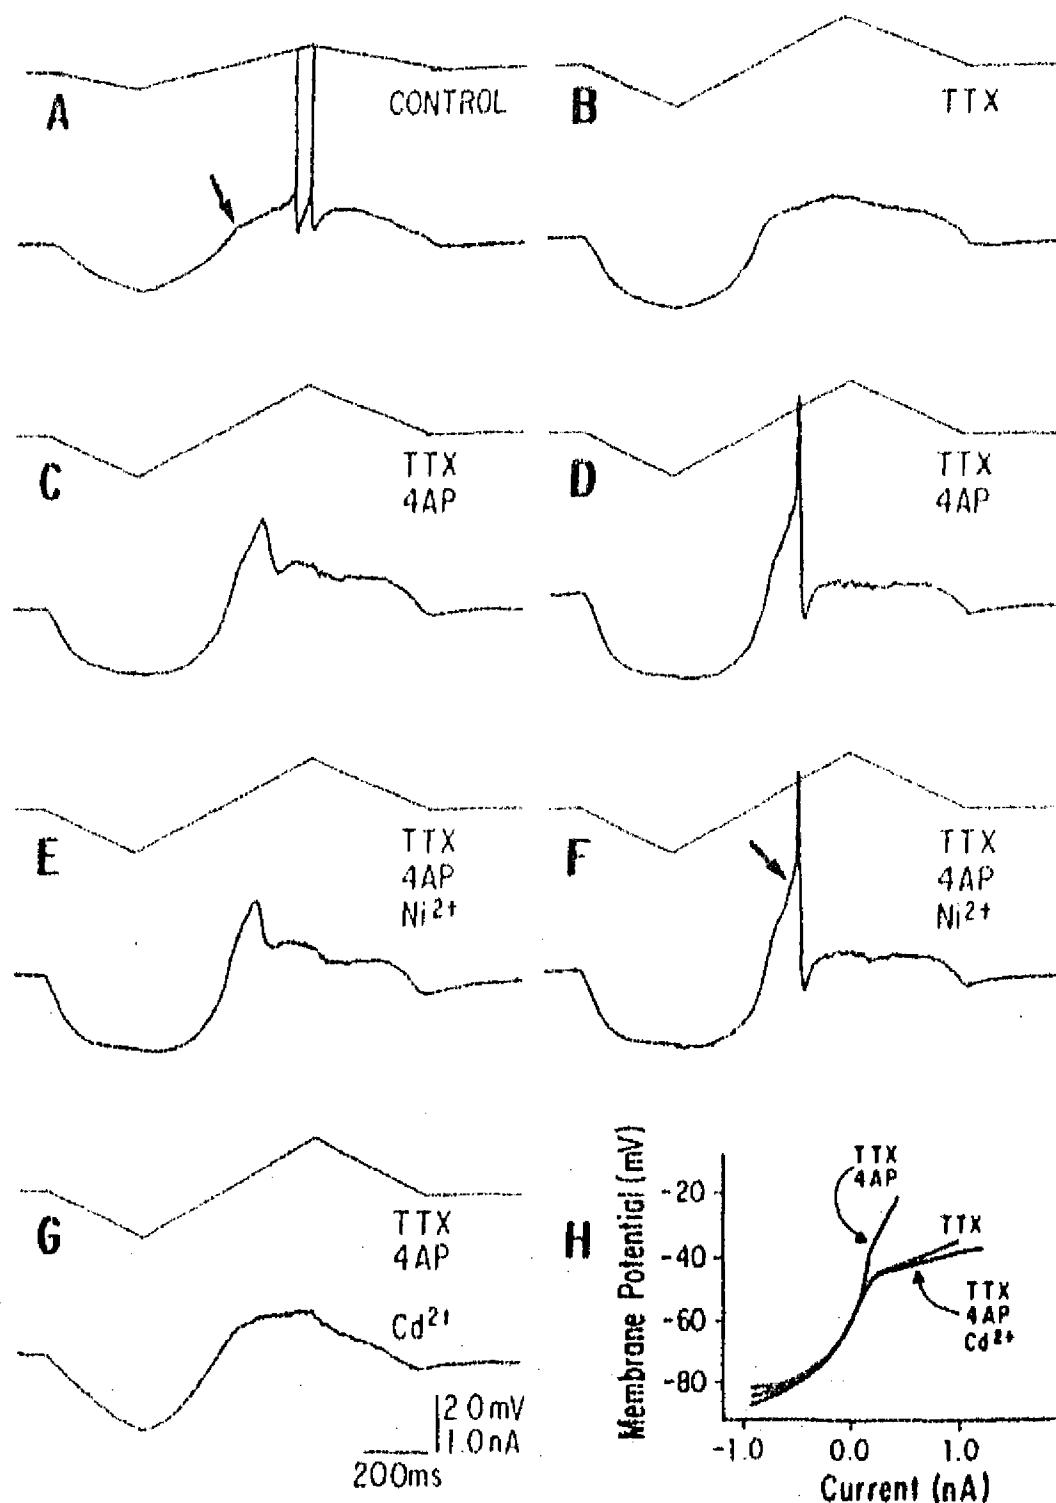 A
CONTROL
B
TTX
C
TTX
4AP
D
TTX
4AP
E
TTX
4AP
Ni2+
F
TTX
4AP
Ni2+
G
TTX
4AP
Cd2+
2 0mV
1.0nA
200ms
H
Membrane Potential (mV)
-20
-40
-60
-80
TTX
4AP
TTX
TTX
4AP
Cd2+
-1.0
0.0
1.0
Current (nA)